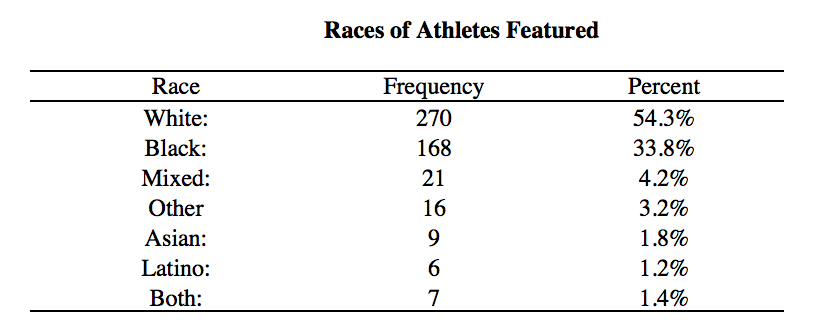 Races of Athletes Featured
Race Frequency Percent
White: 270 54.3%
Black: 168 33.8%
Mixed: 21 4.2%
Other 16 3.2%
Asian: 9 1.8%
Latino: 6 1.2%
Both: 7 1.4%